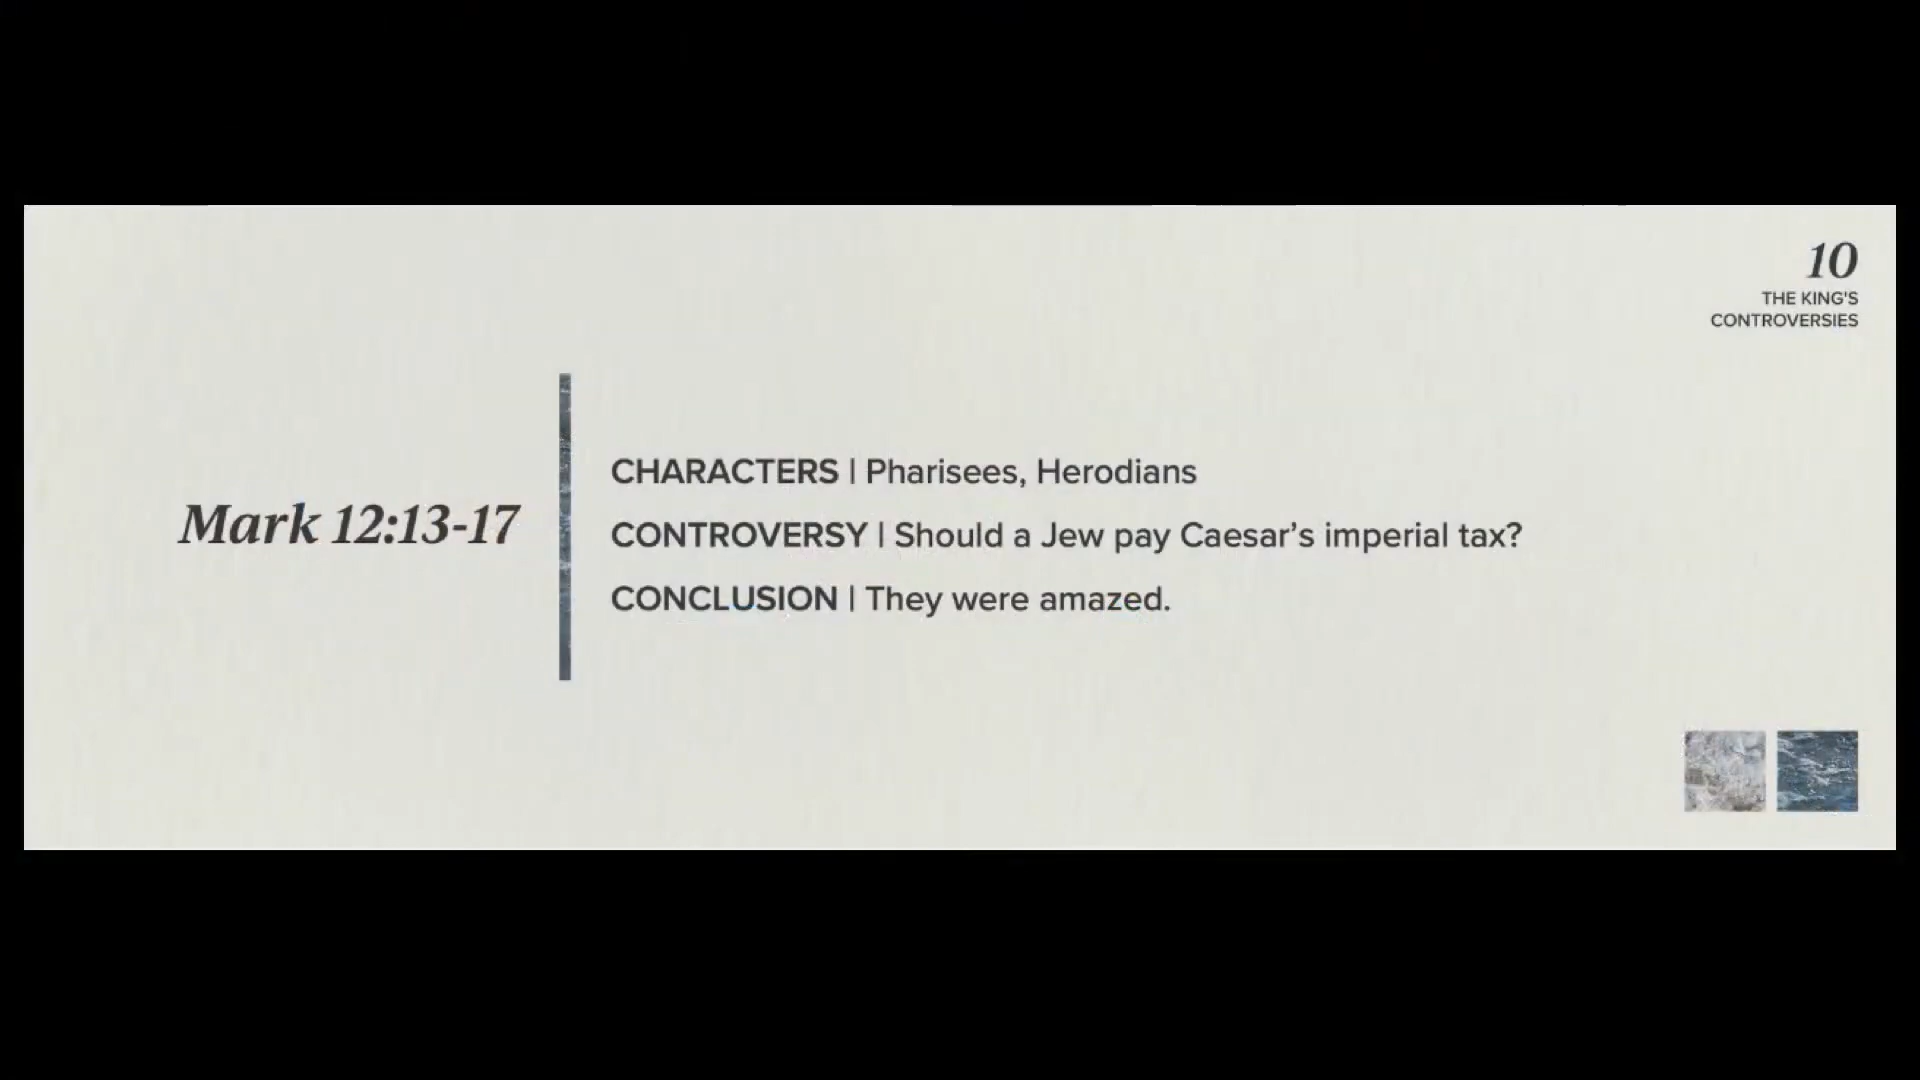 10
THE KING'S
CONTROVERSIES
Mark 12:13-17
CHARACTERS | Pharisees, Herodians
CONTROVERSY | Should a Jew pay Caesar’s imperial tax?
CONCLUSION | They were amazed.